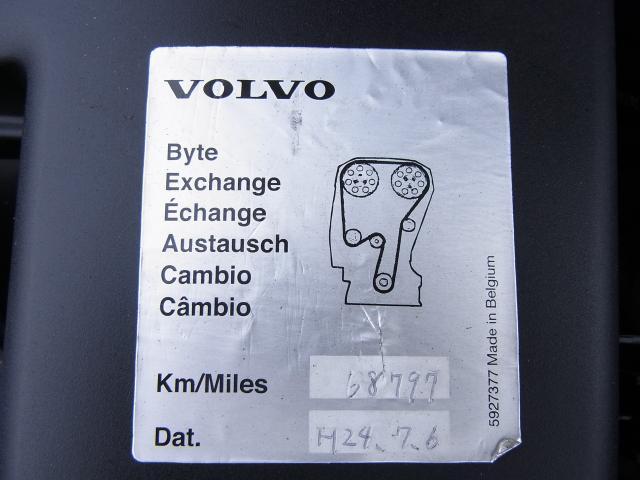 VOLVO
Byte
Exchange
Échange
Austausch
Cambio
Câmbio
Km/Miles 68797
Dat. H24.7.6
5927377 Made in Belgium